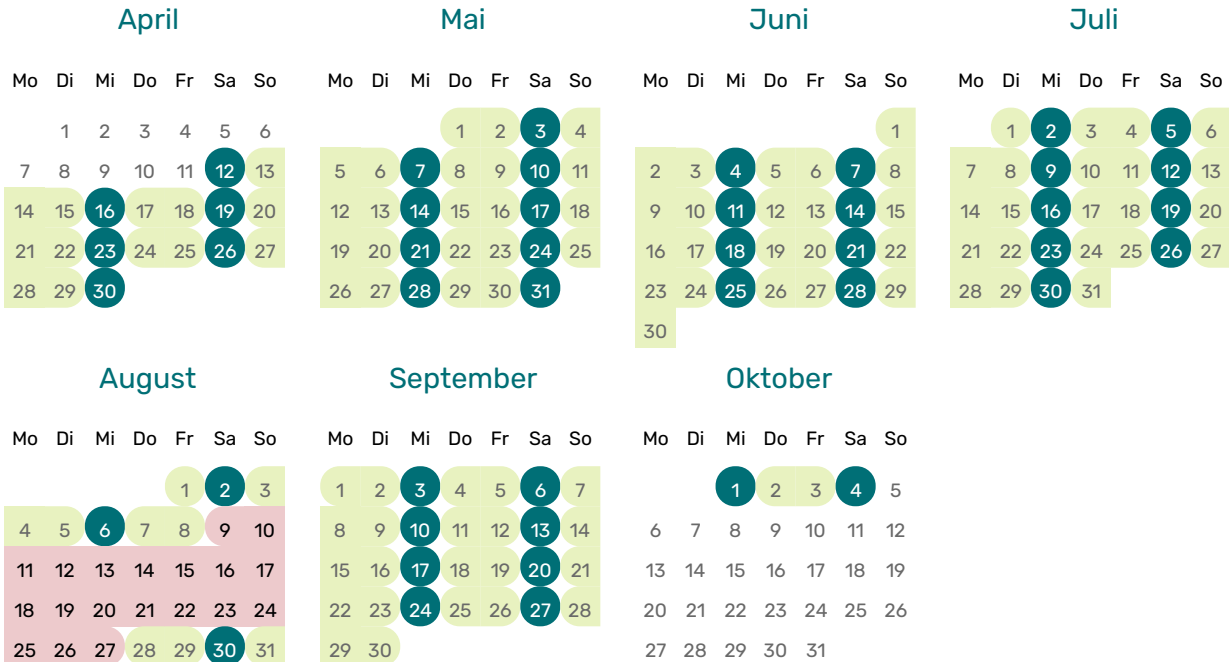 April Mai Juni Juli
Mo Di Mi Do Fr Sa So Mo Di Mi Do Fr Sa So Mo Di Mi Do Fr Sa So Mo Di Mi Do Fr Sa So
1 2 3 4 5 6 1 2 3 4 1 1 2 3 4 5 6
7 8 9 10 11 12 13 5 6 7 8 9 10 11 2 3 4 5 6 7 8 7 8 9 10 11 12 13
14 15 16 17 18 19 20 12 13 14 15 16 17 18 9 10 11 12 13 14 15 14 15 16 17 18 19 20
21 22 23 24 25 26 27 19 20 21 22 23 24 25 16 17 18 19 20 21 22 21 22 23 24 25 26 27
28 29 30 26 27 28 29 30 31 23 24 25 26 27 28 29 28 29 30 31
30
August September Oktober
Mo Di Mi Do Fr Sa So Mo Di Mi Do Fr Sa So Mo Di Mi Do Fr Sa So
1 2 3 1 2 3 4 5 6 7 1 2 3 4 5
4 5 6 7 8 9 10 8 9 10 11 12 13 14 6 7 8 9 10 11 12
11 12 13 14 15 16 17 15 16 17 18 19 20 21 13 14 15 16 17 18 19
18 19 20 21 22 23 24 22 23 24 25 26 27 28 20 21 22 23 24 25 26
25 26 27 28 29 30 31 29 30 27 28 29 30 31